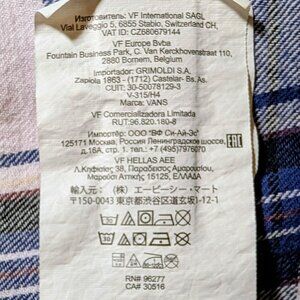 Изготовитель: VF International SAGL
Via Laveggio 5, 6855 Stabio, Switzerland CH,
VAT ID: CZ680679144
VF Europe Bvba
Fountain Business Park, C. Van Kerckhovenstraat 110,
2880 Bornem, Belgium
Importador: GRIMOLDI S.A.
Zapiola 1863 - (1712) Castelar- Bs. As.
CUIT: 30-50078129-3
V-315/H4
Marca: VANS
VF Comercializadora Limitada
RUT:96.820.180-8
Импортёр: ООО "ВФ Си-Ай-Эс"
125171 Москва, Россия Ленинградское шоссе,
д.16А, стр.1, тел.: +7(495)7976070
EAC
VF HELLAS AEE
Λ.Κηφισίας 38, Παραδείσος Αμαρουσίου,
Μαρούσι Αττικής 15125, ΕΛΛΑΔΑ
輸入元: (株) エービーシー・マート
〒150-0043 東京都渋谷区道玄坂1-12-1
RN# 96277
CA# 30516